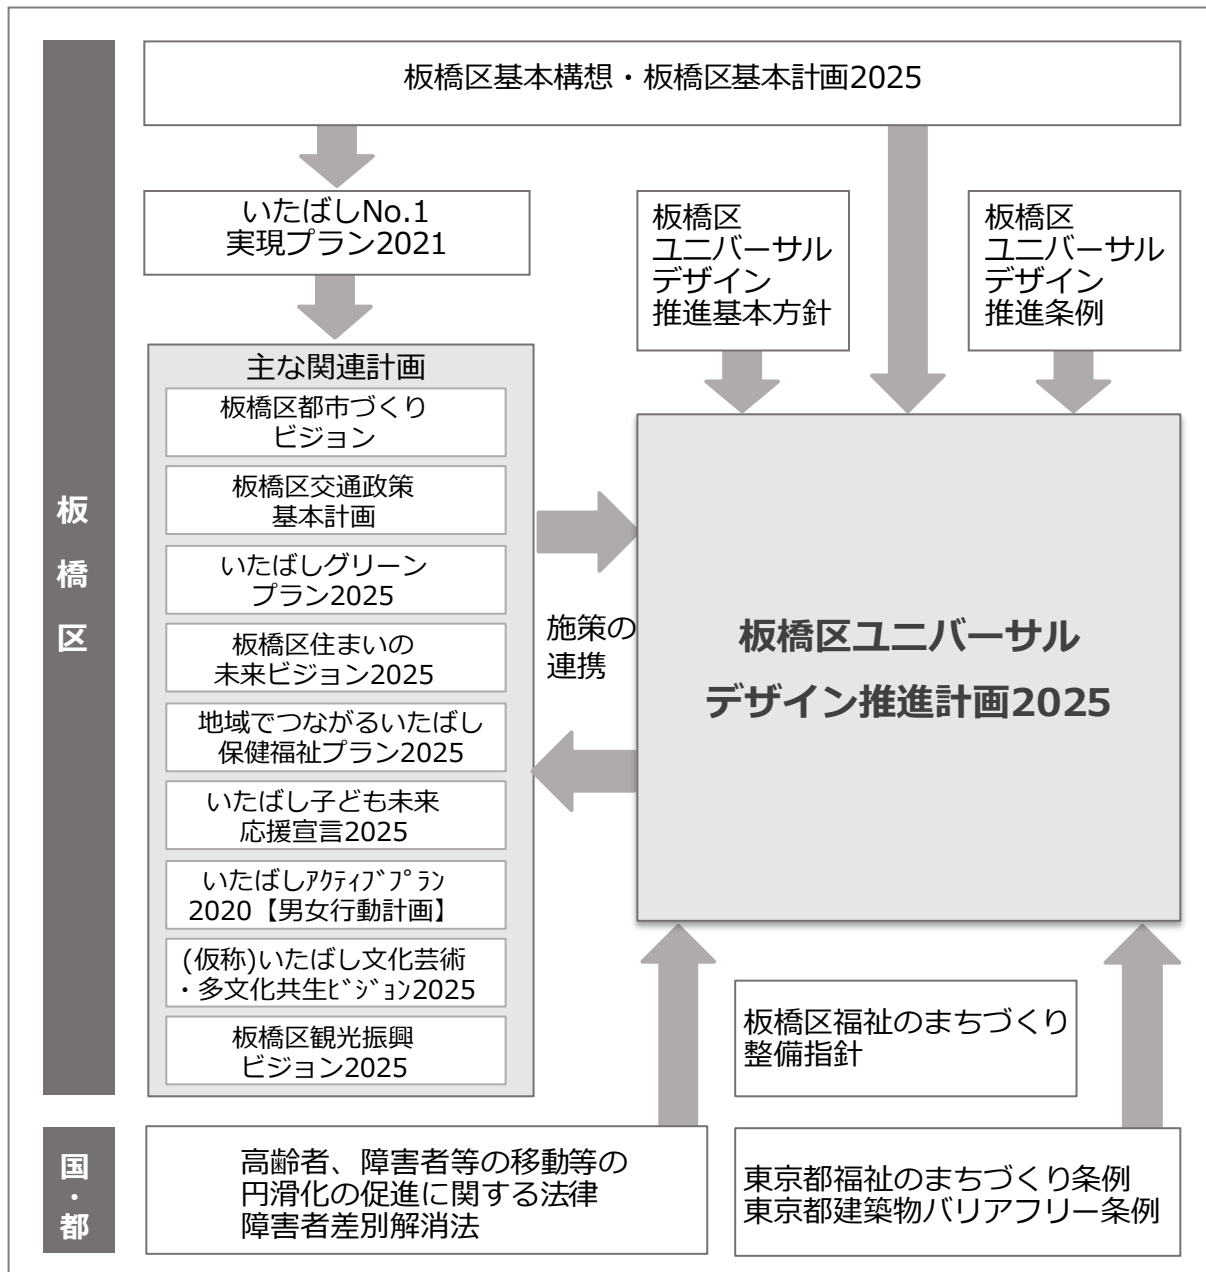 板橋区
板橋区基本構想・板橋区基本計画2025
いたばしNo.1
実現プラン2021
板橋区
ユニバーサル
デザイン
推進基本方針
板橋区
ユニバーサル
デザイン
推進条例
主な関連計画
板橋区都市づくり
ビジョン
板橋区交通政策
基本計画
いたばしグリーン
プラン2025
板橋区住まいの
未来ビジョン2025
地域でつながるいたばし
保健福祉プラン2025
いたばし子ども未来
応援宣言2025
いたばしｱｸﾃｨﾌﾞﾌﾟﾗﾝ
2020【男女行動計画】
(仮称)いたばし文化芸術
・多文化共生ﾋﾞｼﾞｮﾝ2025
板橋区観光振興
ビジョン2025
施策の
連携
板橋区ユニバーサル
デザイン推進計画2025
板橋区福祉のまちづくり
整備指針
国・都
高齢者、障害者等の移動等の
円滑化の促進に関する法律
障害者差別解消法
東京都福祉のまちづくり条例
東京都建築物バリアフリー条例